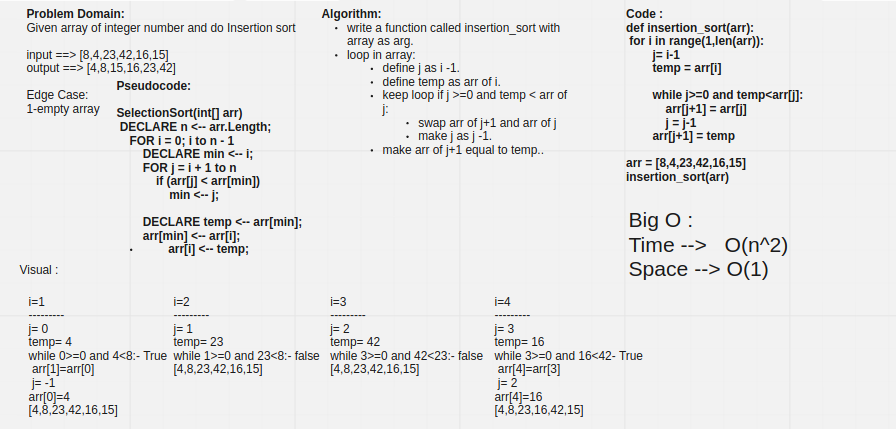 Problem Domain:
Given array of integer number and do Insertion sort
input ==> [8,4,23,42,16,15]
output ==> [4,8,15,16,23,42]
Edge Case:
1-empty array
Pseudocode:
SelectionSort(int[] arr)
DECLARE n <-- arr.Length;
FOR i = 0; i to n - 1
DECLARE min <-- i;
FOR j = i + 1 to n
if (arr[j] < arr[min])
min <-- j;
DECLARE temp <-- arr[min];
arr[min] <-- arr[i];
• arr[i] <-- temp;
Algorithm:
• write a function called insertion_sort with
array as arg.
• loop in array:
• define j as i -1.
• define temp as arr of i.
• keep loop if j >=0 and temp < arr of
j:
• swap arr of j+1 and arr of j
• make j as j -1.
• make arr of j+1 equal to temp..
Code :
def insertion_sort(arr):
for i in range(1,len(arr)):
j= i-1
temp = arr[i]
while j>=0 and temp<arr[j]:
arr[j+1] = arr[j]
j = j-1
arr[j+1] = temp
arr = [8,4,23,42,16,15]
insertion_sort(arr)
Big O :
Time --> O(n^2)
Space --> O(1)
Visual :
i=1
---------
j= 0
temp= 4
while 0>=0 and 4<8:- True
arr[1]=arr[0]
j= -1
arr[0]=4
[4,8,23,42,16,15]
i=2
---------
j= 1
temp= 23
while 1>=0 and 23<8:- false
[4,8,23,42,16,15]
i=3
---------
j= 2
temp= 42
while 3>=0 and 42<23:- false
[4,8,23,42,16,15]
i=4
---------
j= 3
temp= 16
while 3>=0 and 16<42- True
arr[4]=arr[3]
j= 2
arr[4]=16
[4,8,23,16,42,15]